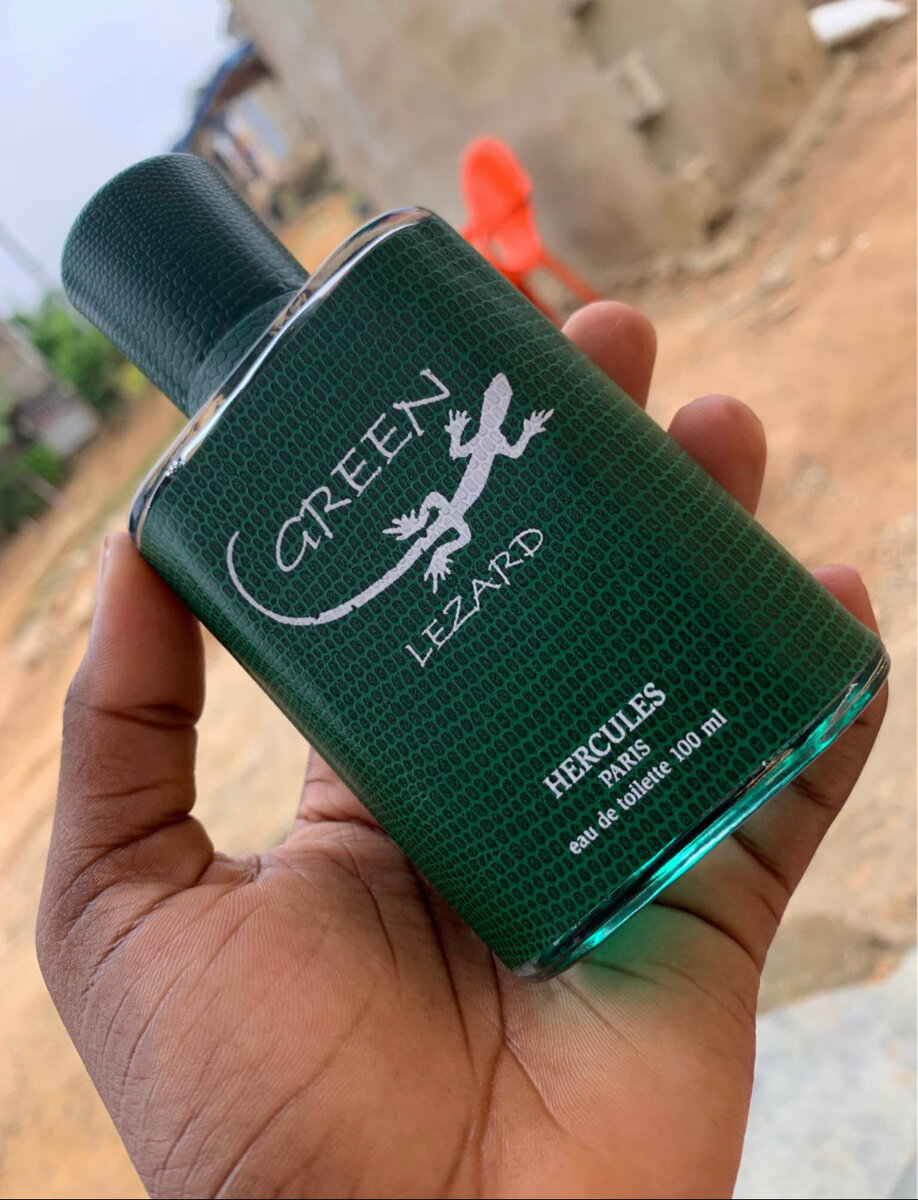 GREEN
LEZARD
HERCULES
PARIS
eau de toilette 100 ml